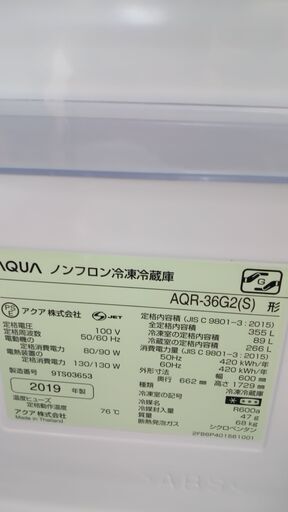 AQUA ノンフロン冷凍冷蔵庫
G
AQR-36G2(S) 形
PS E アクア 株式会社 JET
定格電圧 100 V
定格周波数 50/60 Hz
電動機の
定格消費電力 80/90 W
電熱装置の
定格消費電力 130/130 W
製造番号 9TS03653
2019 年製
温度ヒューズ
定格動作温度 76℃
アクア 株式会社
Made in Thailand
定格内容積 (JIS C 9801-3 : 2015)
全定格内容積 355 L
冷凍室の定格内容積 89 L
冷蔵室の定格内容積 266 L
消費電力量 (JIS C 9801-3 : 2015)
50Hz 420 kWh/年
60Hz 420 kWh/年
外形寸法 幅 600 ㎜
奥行 662 ㎜ 高さ 1729 ㎜
種類 冷凍冷蔵庫
種別
冷媒名 R600a
冷媒封入量 47 g
質量 68 kg
断熱発泡ガス シクロペンタン
2FB6P401581601